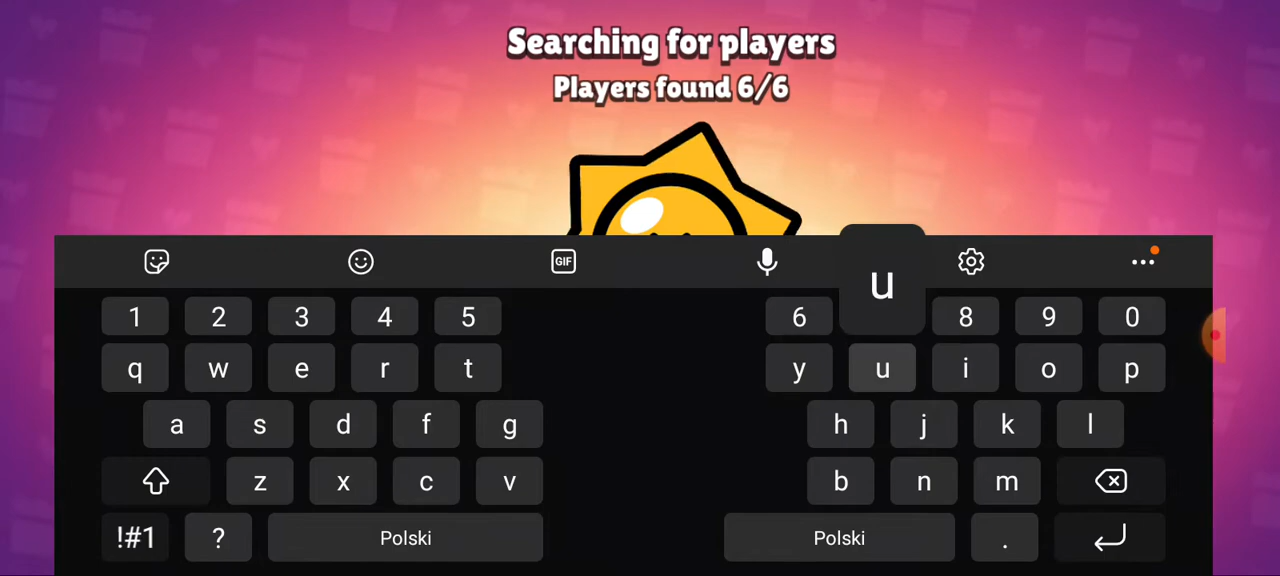 Searching for players
Players found 6/6
GIF
u
1 2 3 4 5 6 8 9 0
q w e r t y u i o p
a s d f g h j k l
z x c v b n m
!#1 ? Polski Polski .